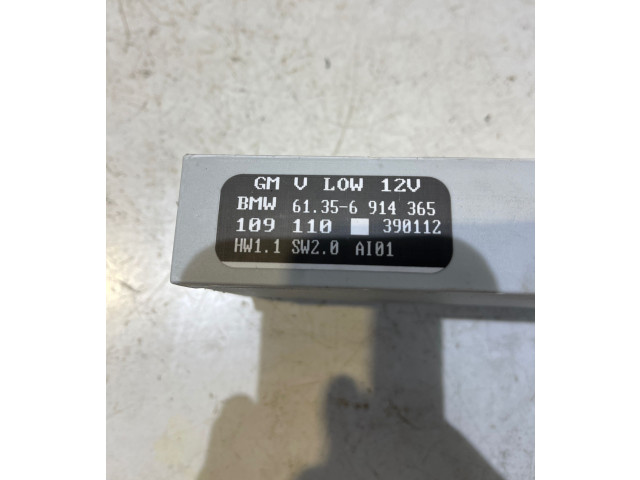 GM V LOW 12V
BMW 61.35-6 914 365
109 110 390112
HW1.1 SW2.0 AI01